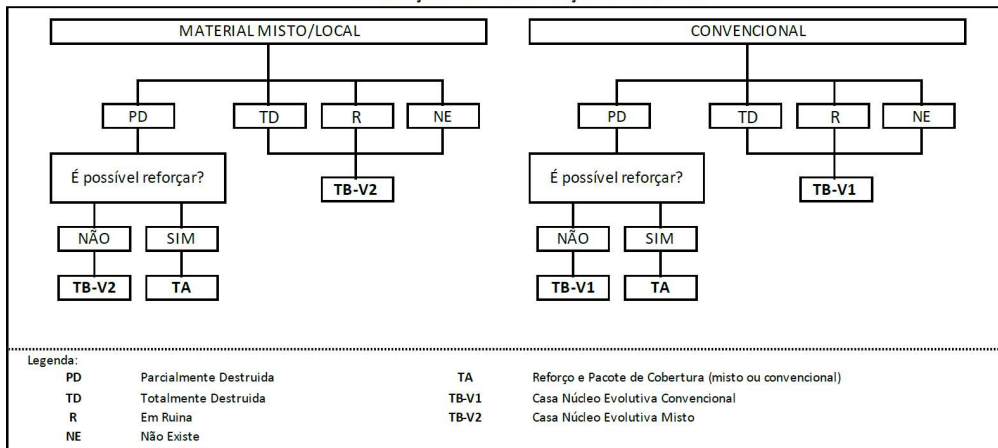 MATERIAL MISTO/LOCAL
PD
TD
R
NE
É possível reforçar?
TB-V2
NÃO
SIM
TB-V2
TA
CONVENCIONAL
PD
TD
R
NE
É possível reforçar?
TB-V1
NÃO
SIM
TB-V1
TA
Legenda:
PD Parcialmente Destruida
TD Totalmente Destruida
R Em Ruina
NE Não Existe
TA Reforço e Pacote de Cobertura (misto ou convencional)
TB-V1 Casa Núcleo Evolutiva Convencional
TB-V2 Casa Núcleo Evolutiva Misto